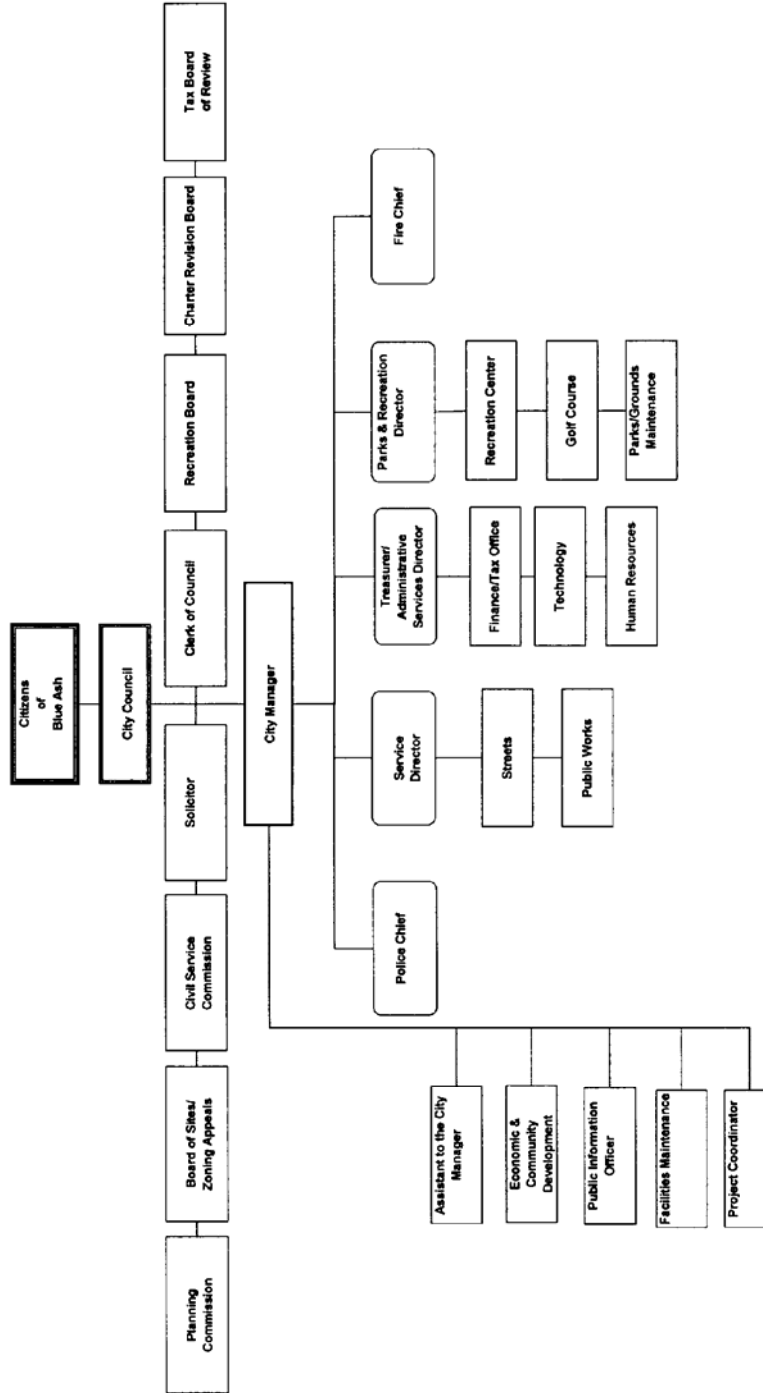 Citizens
of
Blue Ash
City Council
Planning
Commission
Board of Sites/
Zoning Appeals
Civil Service
Commission
Solicitor
Clerk of Council
Recreation Board
Charter Revision Board
Tax Board
of Review
City Manager
Police Chief
Service
Director
Treasurer/
Administrative
Services Director
Parks & Recreation
Director
Fire Chief
Assistant to the City
Manager
Economic &
Community
Development
Public Information
Officer
Facilities Maintenance
Project Coordinator
Streets
Public Works
Finance/Tax Office
Technology
Human Resources
Recreation Center
Golf Course
Parks/Grounds
Maintenance